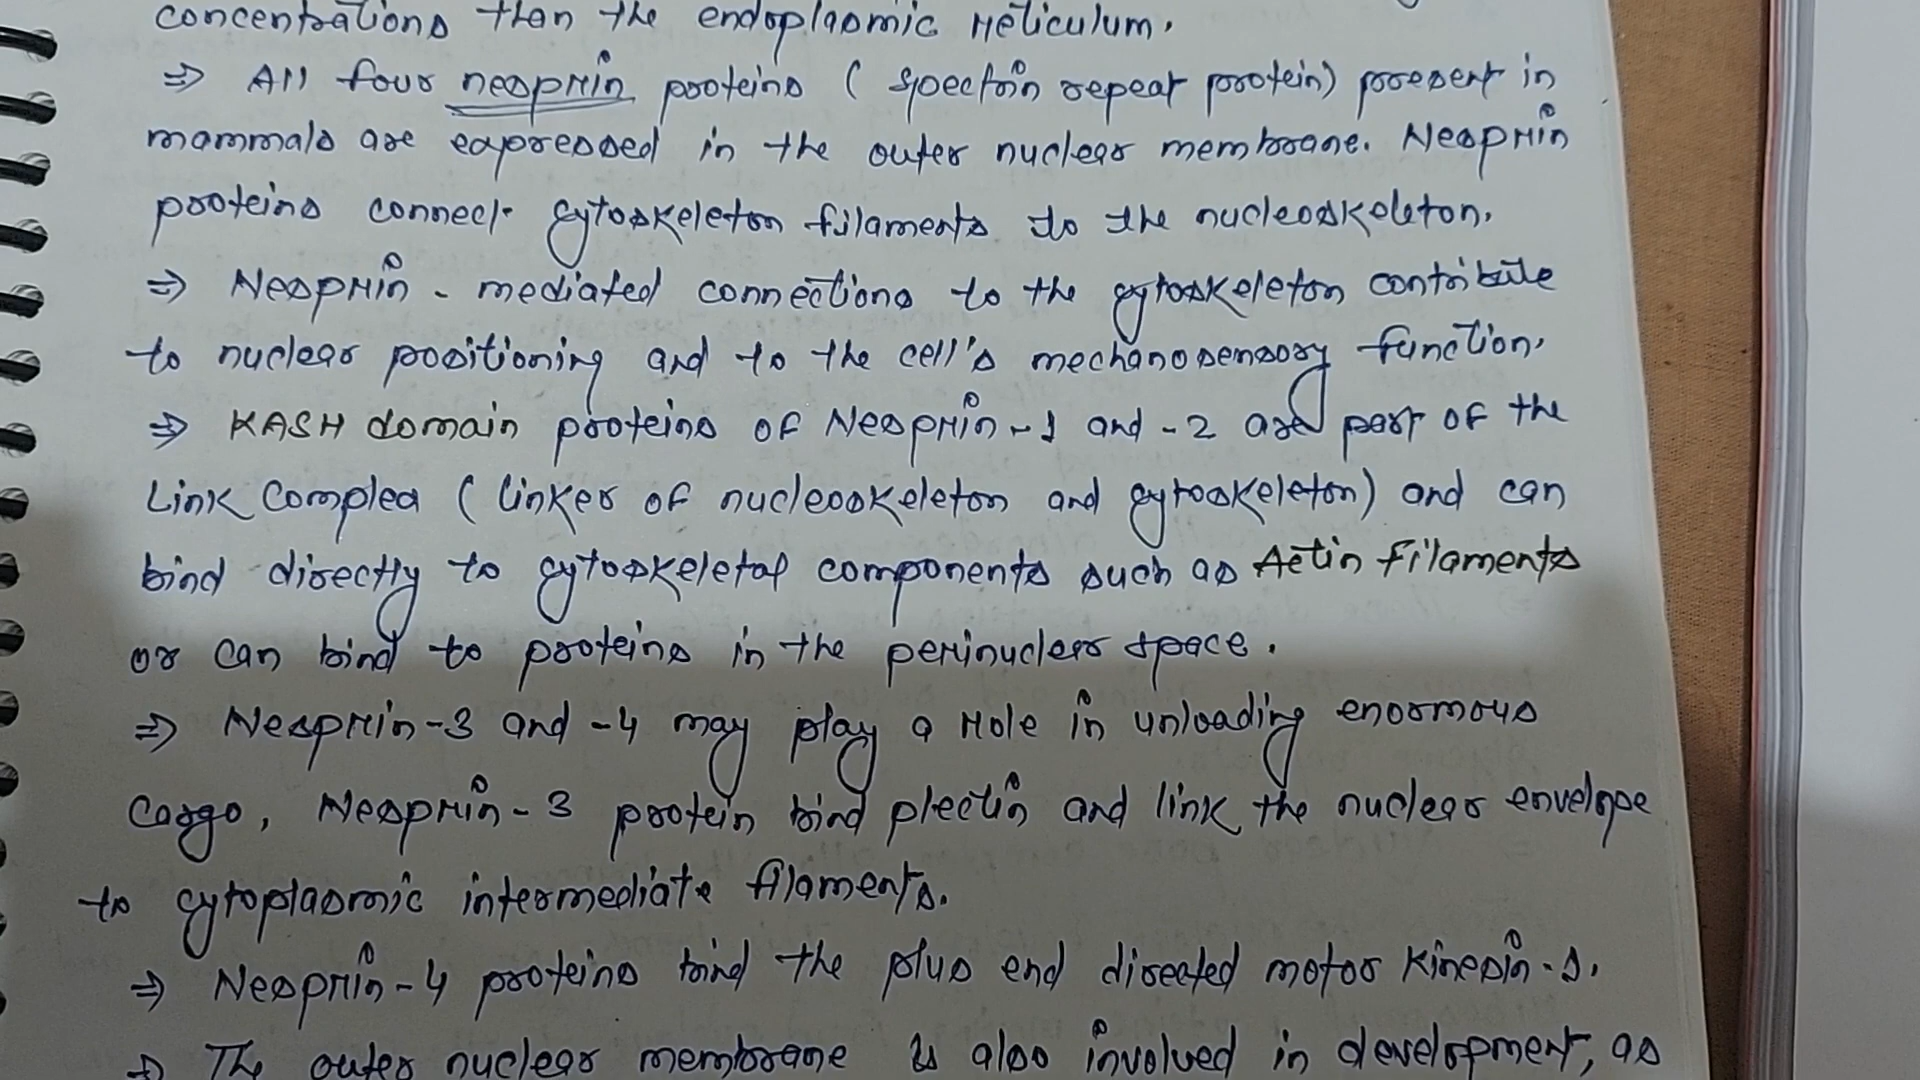 concentrations than the endoplasmic reticulum.
⇒ All four nesprin proteins ( spectrin repeat protein) present in
mammals are expressed in the outer nuclear membrane. Nesprin
proteins connect cytoskeleton filaments to the nucleoskeleton.
⇒ Nesprin - mediated connections to the cytoskeleton contribute
to nuclear positioning and to the cell's mechanosensory function.
⇒ KASH domain proteins of Nesprin-1 and -2 are part of the
Link Complex ( linker of nucleoskeleton and cytoskeleton) and can
bind directly to cytoskeletal components such as Actin filaments
or can bind to proteins in the perinuclear space.
⇒ Nesprin-3 and -4 may play a role in unloading enormous
cargo, Nesprin-3 protein bind plectin and link the nuclear envelope
to cytoplasmic intermediate filaments.
⇒ Nesprin-4 proteins bind the plus end directed motor Kinesin-1.
⇒ The outer nuclear membrane is also involved in development, as